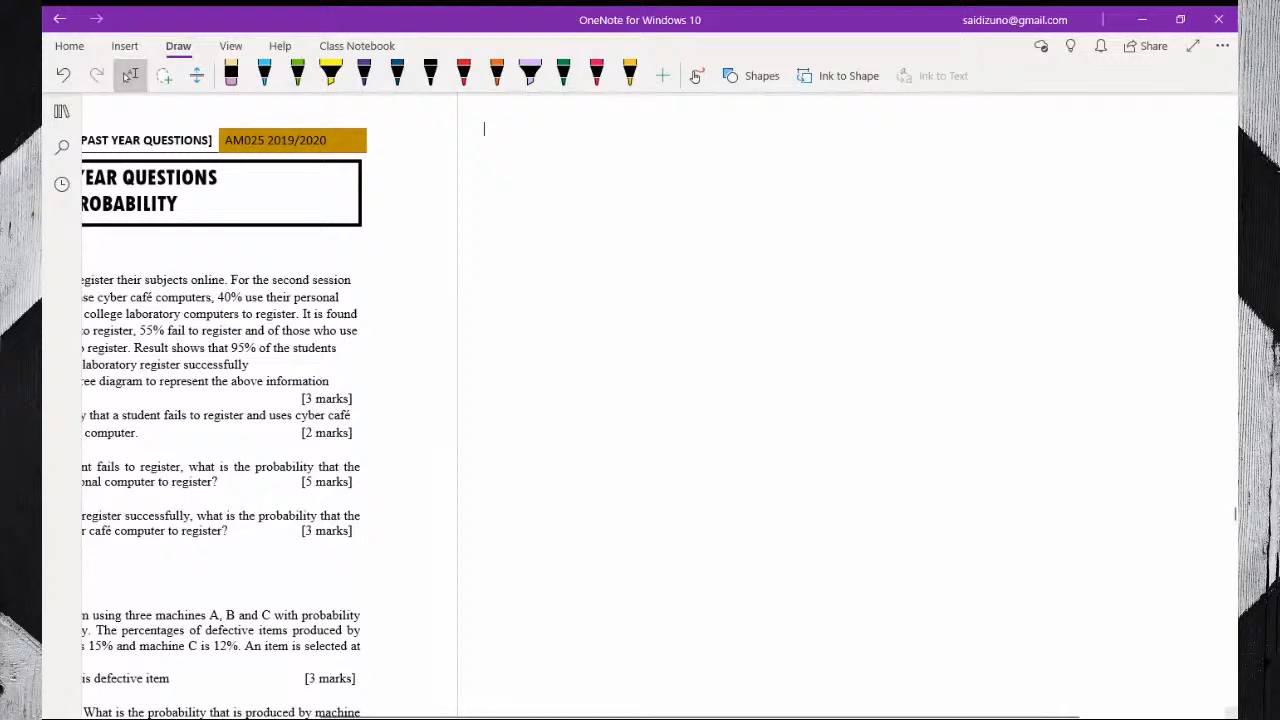 OneNote for Windows 10
saidizuno@gmail.com
Home Insert Draw View Help Class Notebook
Share
Shapes Ink to Shape Ink to Text
PAST YEAR QUESTIONS] AM025 2019/2020
YEAR QUESTIONS
ROBABILITY
egister their subjects online. For the second session
se cyber café computers, 40% use their personal
college laboratory computers to register. It is found
to register, 55% fail to register and of those who use
o register. Result shows that 95% of the students
laboratory register successfully
ree diagram to represent the above information
[3 marks]
y that a student fails to register and uses cyber café
computer. [2 marks]
nt fails to register, what is the probability that the
onal computer to register? [5 marks]
register successfully, what is the probability that the
r café computer to register? [3 marks]
m using three machines A, B and C with probability
y. The percentages of defective items produced by
s 15% and machine C is 12%. An item is selected at
is defective item [3 marks]
What is the probability that is produced by machine